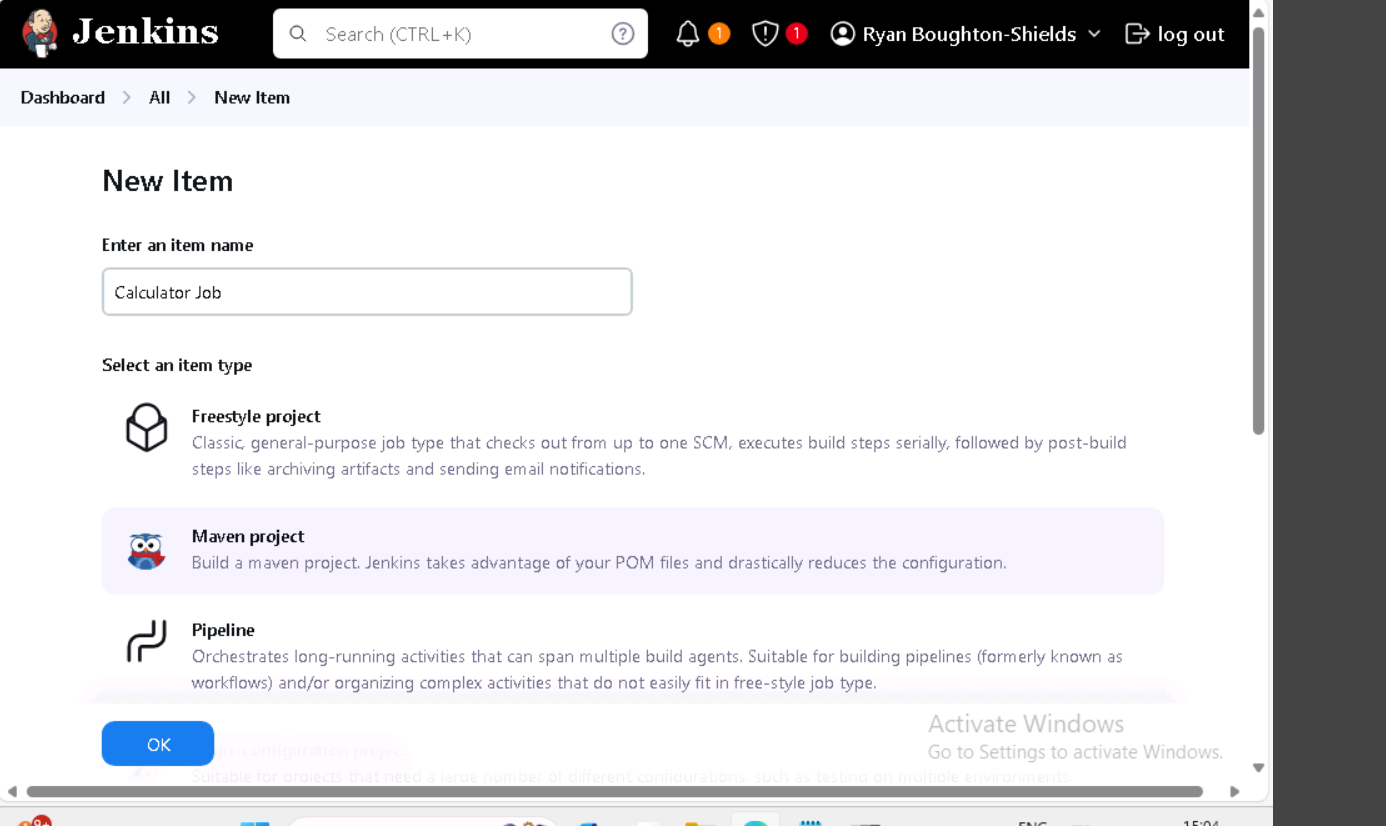 Jenkins
Search (CTRL+K)
?
1
1
Ryan Boughton-Shields
log out
Dashboard
All
New Item
New Item
Enter an item name
Calculator Job
Select an item type
Freestyle project
Classic, general-purpose job type that checks out from up to one SCM, executes build steps serially, followed by post-build
steps like archiving artifacts and sending email notifications.
Maven project
Build a maven project. Jenkins takes advantage of your POM files and drastically reduces the configuration.
Pipeline
Orchestrates long-running activities that can span multiple build agents. Suitable for building pipelines (formerly known as
workflows) and/or organizing complex activities that do not easily fit in free-style job type.
OK
-configuration project
Suitable for projects that need a large number of different configurations, such as testing on multiple environments.
Activate Windows
Go to Settings to activate Windows.
9+
ENG
15:04